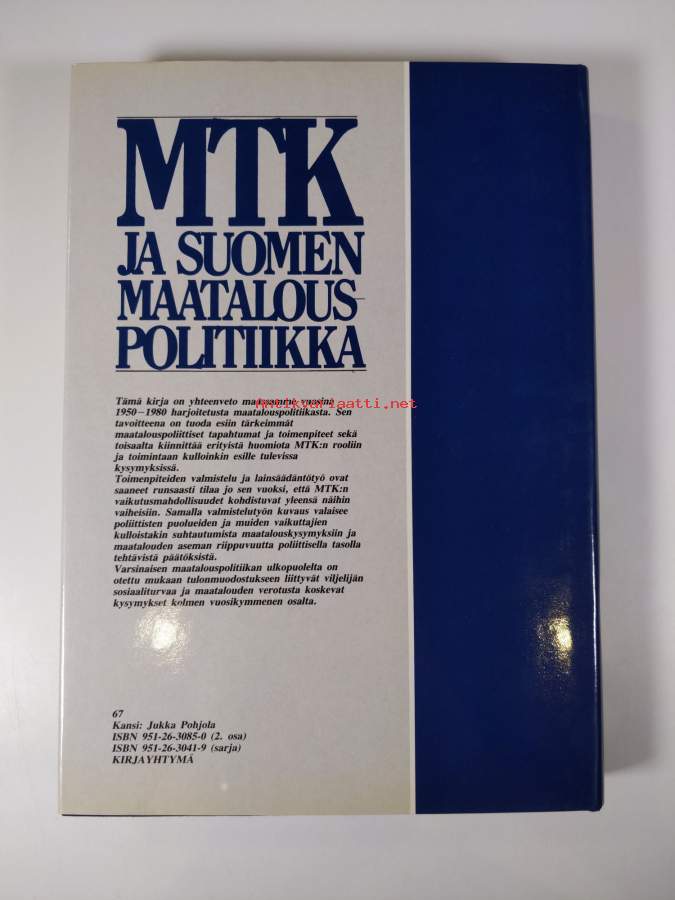 MTK
JA SUOMEN
MAATALOUS-
POLITIIKKA
Tämä kirja on yhteenveto maassamme vuosina
Antikvariaatti.net
1950–1980 harjoitetusta maatalouspolitiikasta. Sen
tavoitteena on tuoda esiin tärkeimmät
maatalouspoliittiset tapahtumat ja toimenpiteet sekä
toisaalta kiinnittää erityistä huomiota MTK:n rooliin
ja toimintaan kulloinkin esille tulevissa
kysymyksissä.
Toimenpiteiden valmistelu ja lainsäädäntötyö ovat
saaneet runsaasti tilaa jo sen vuoksi, että MTK:n
vaikutusmahdollisuudet kohdistuvat yleensä näihin
vaiheisiin. Samalla valmistelutyön kuvaus valaisee
poliittisten puolueiden ja muiden vaikuttajien
kulloistakin suhtautumista maatalouskysymyksiin ja
maatalouden aseman riippuvuutta poliittisella tasolla
tehtävistä päätöksistä.
Varsinaisen maatalouspolitiikan ulkopuolelta on
otettu mukaan tulonmuodostukseen liittyvät viljelijän
sosiaaliturvaa ja maatalouden verotusta koskevat
kysymykset kolmen vuosikymmenen osalta.
67
Kansi: Jukka Pohjola
ISBN 951-26-3085-0 (2. osa)
ISBN 951-26-3041-9 (sarja)
KIRJAYHTYMÄ